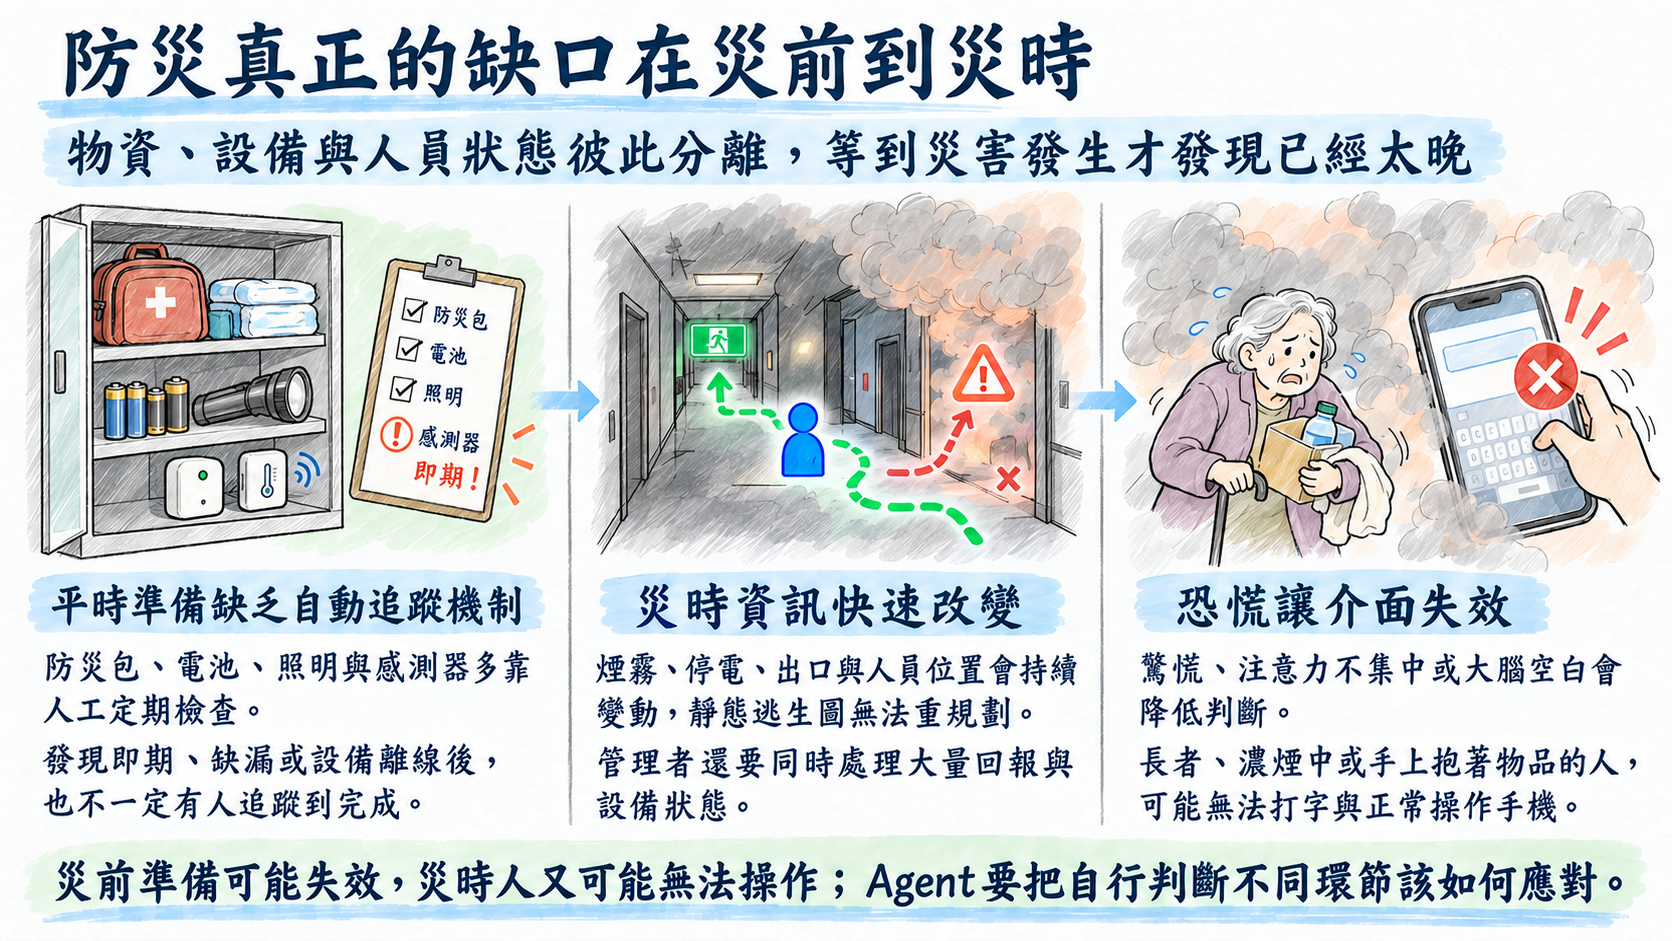 防災真正的缺口在災前到災時
物資、設備與人員狀態彼此分離，等到災害發生才發現已經太晚
防災包
電池
照明
感測器
即期！
平時準備缺乏自動追蹤機制
防災包、電池、照明與感測器多靠
人工定期檢查。
發現即期、缺漏或設備離線後，
也不一定有人追蹤到完成。
災時資訊快速改變
煙霧、停電、出口與人員位置會持續
變動，靜態逃生圖無法重規劃。
管理者還要同時處理大量回報與
設備狀態。
恐慌讓介面失效
驚慌、注意力不集中或大腦空白會
降低判斷。
長者、濃煙中或手上抱著物品的人，
可能無法打字與正常操作手機。
災前準備可能失效，災時人又可能無法操作；Agent要把自行判斷不同環節該如何應對。